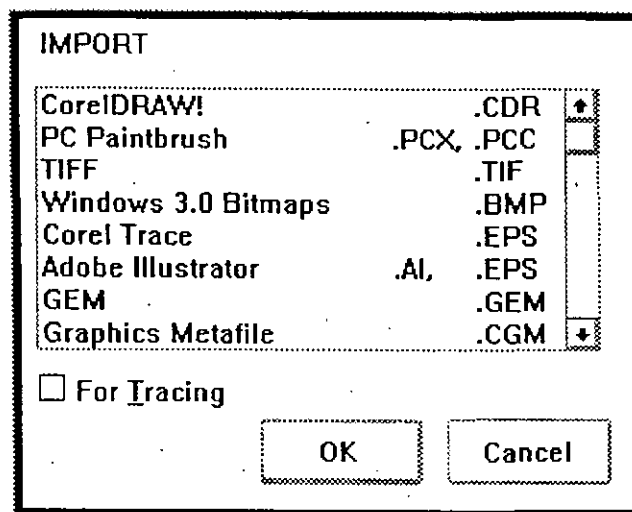 IMPORT
CorelDRAW! .CDR
PC Paintbrush .PCX, .PCC
TIFF .TIF
Windows 3.0 Bitmaps .BMP
Corel Trace .EPS
Adobe Illustrator .AI, .EPS
GEM .GEM
Graphics Metafile .CGM
For Tracing
OK Cancel